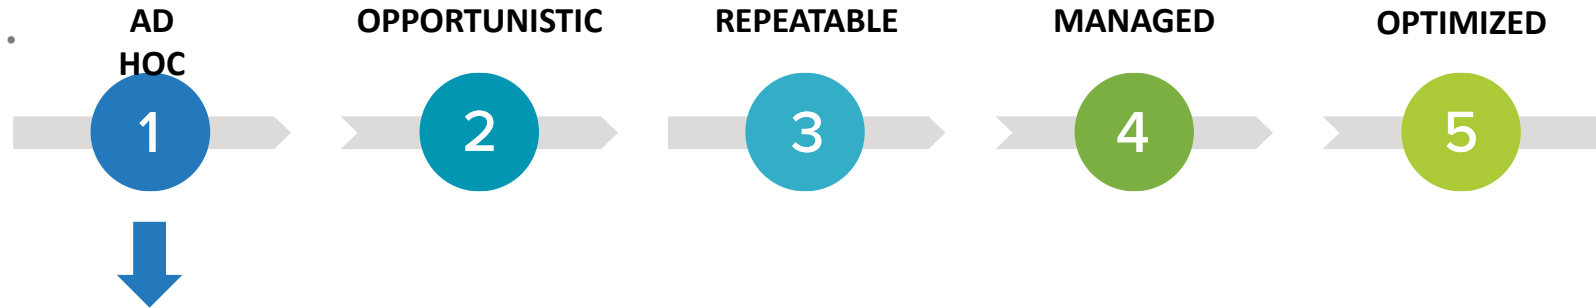 AD
HOC
OPPORTUNISTIC
REPEATABLE
MANAGED
OPTIMIZED
1
2
3
4
5